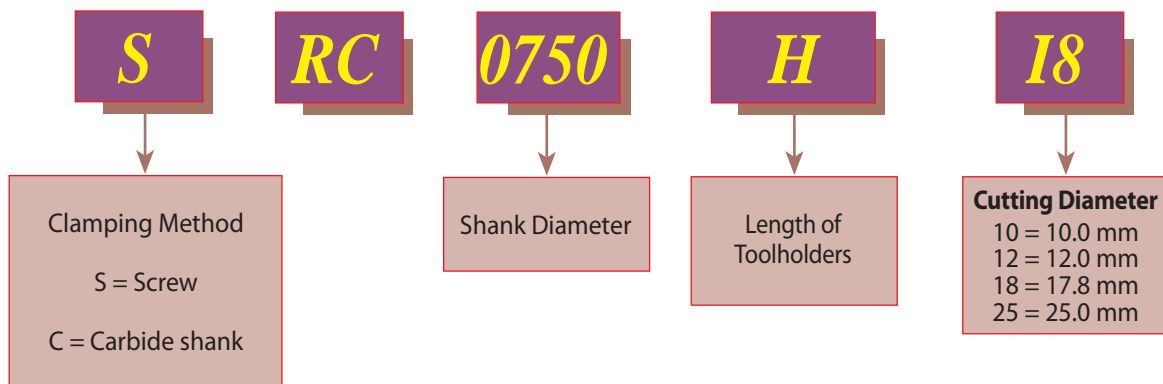 S RC 0750 H I8
Clamping Method
S = Screw
C = Carbide shank
Shank Diameter
Length of
Toolholders
Cutting Diameter
10 = 10.0 mm
12 = 12.0 mm
18 = 17.8 mm
25 = 25.0 mm